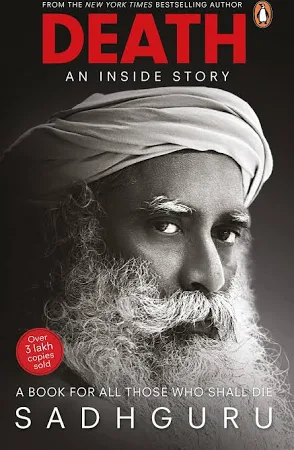 FROM THE NEW YORK TIMES BESTSELLING AUTHOR
DEATH
AN INSIDE STORY
Over
3 lakh
copies
sold
A BOOK FOR ALL THOSE WHO SHALL DIE
SADHGURU